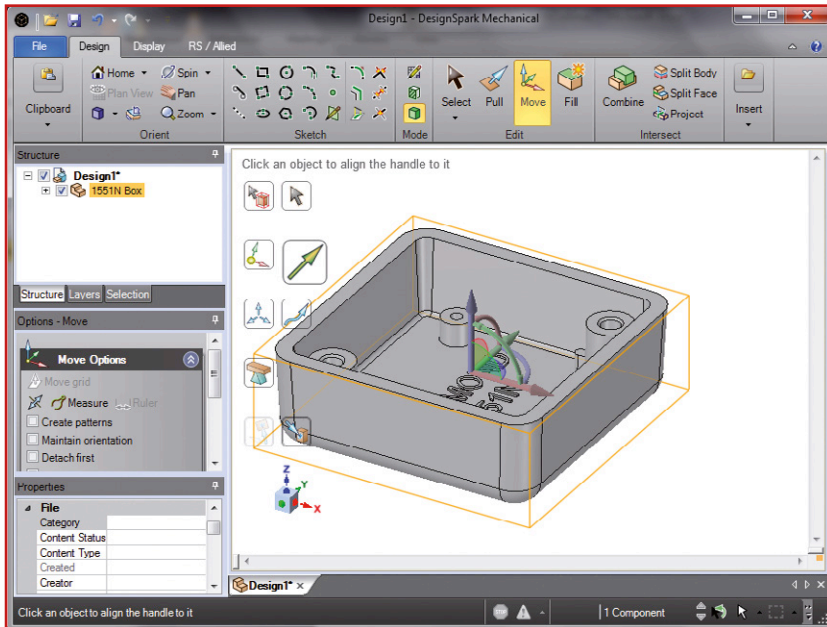 Design1 - DesignSpark Mechanical
File Design Display RS / Allied
Clipboard
Home Spin
Plan View Pan
Zoom
Orient
Sketch
Mode
Select Pull Move Fill
Edit
Combine
Split Body
Split Face
Project
Intersect
Insert
Structure
Design1*
1551N Box
Structure Layers Selection
Options - Move
Move Options
Move grid
Measure Ruler
Create patterns
Maintain orientation
Detach first
Properties
File
Category
Content Status
Content Type
Created
Creator
Click an object to align the handle to it
Z
Y
X
Design1*
Click an object to align the handle to it
1 Component